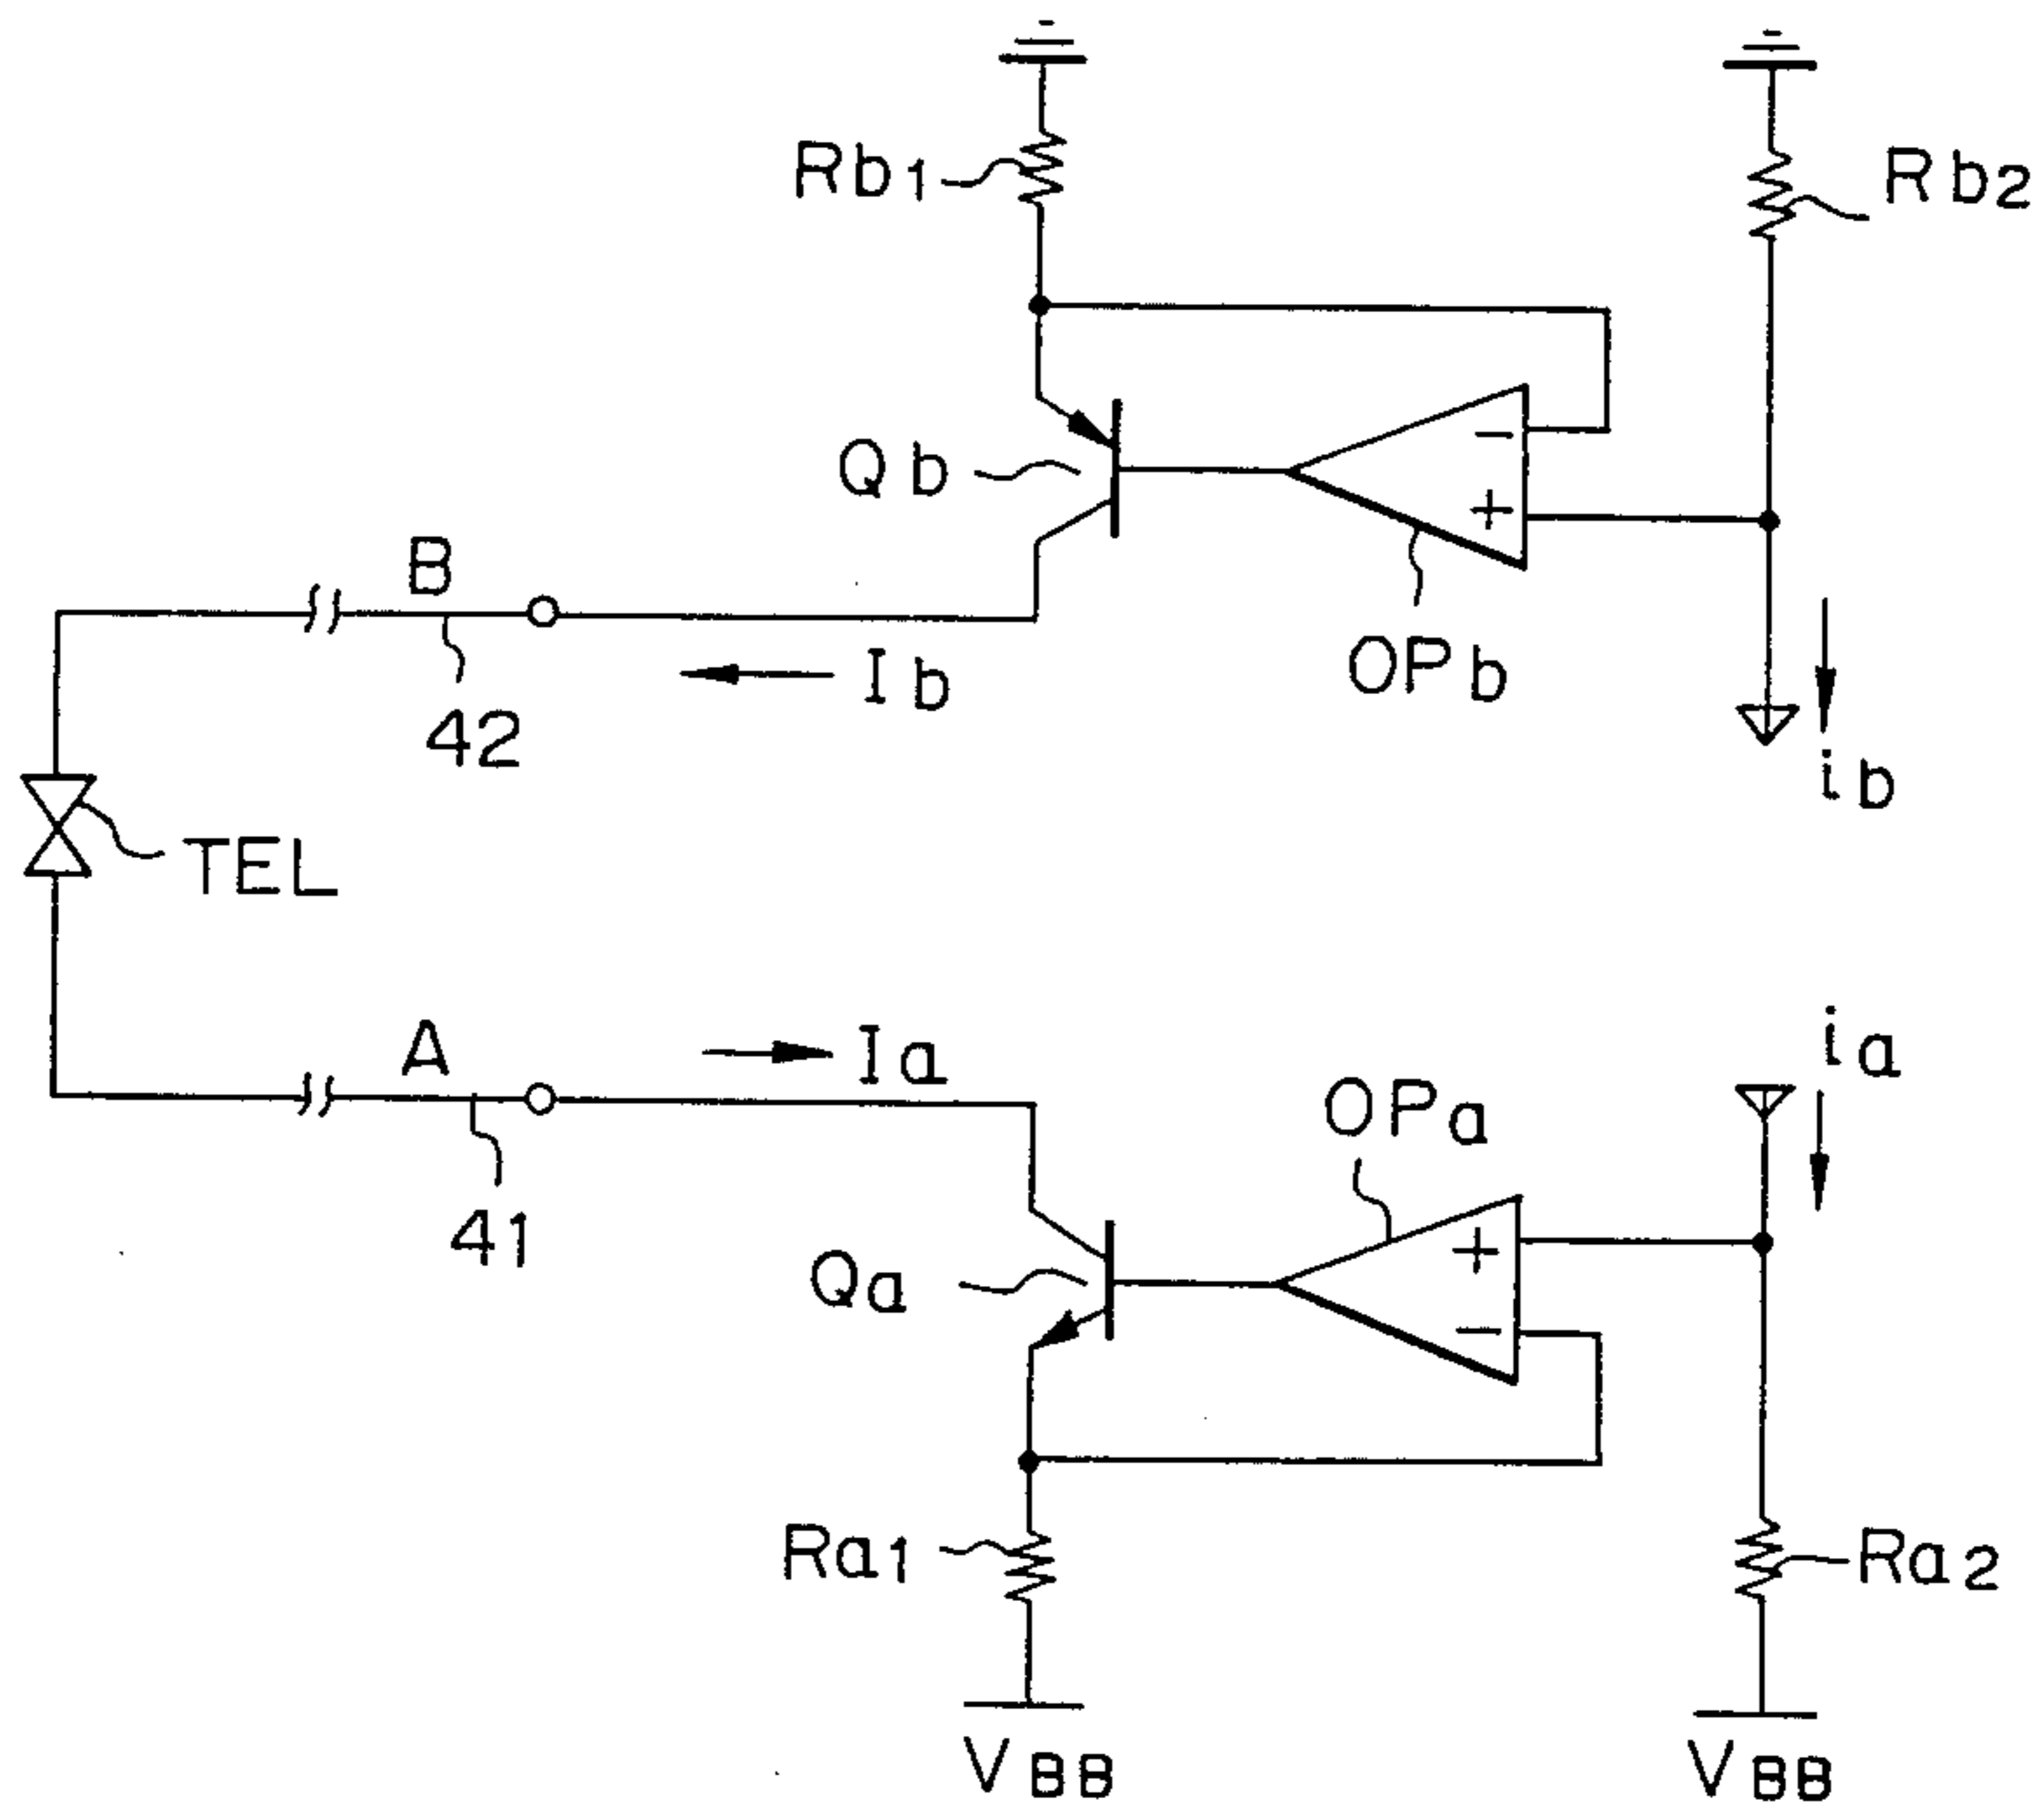 Rb1
Rb2
Qb
−
+
B
Ib
OPb
42
ib
TEL
A
Ia
ia
OPa
41
Qa
+
−
Ra1
Ra2
VBB
VBB